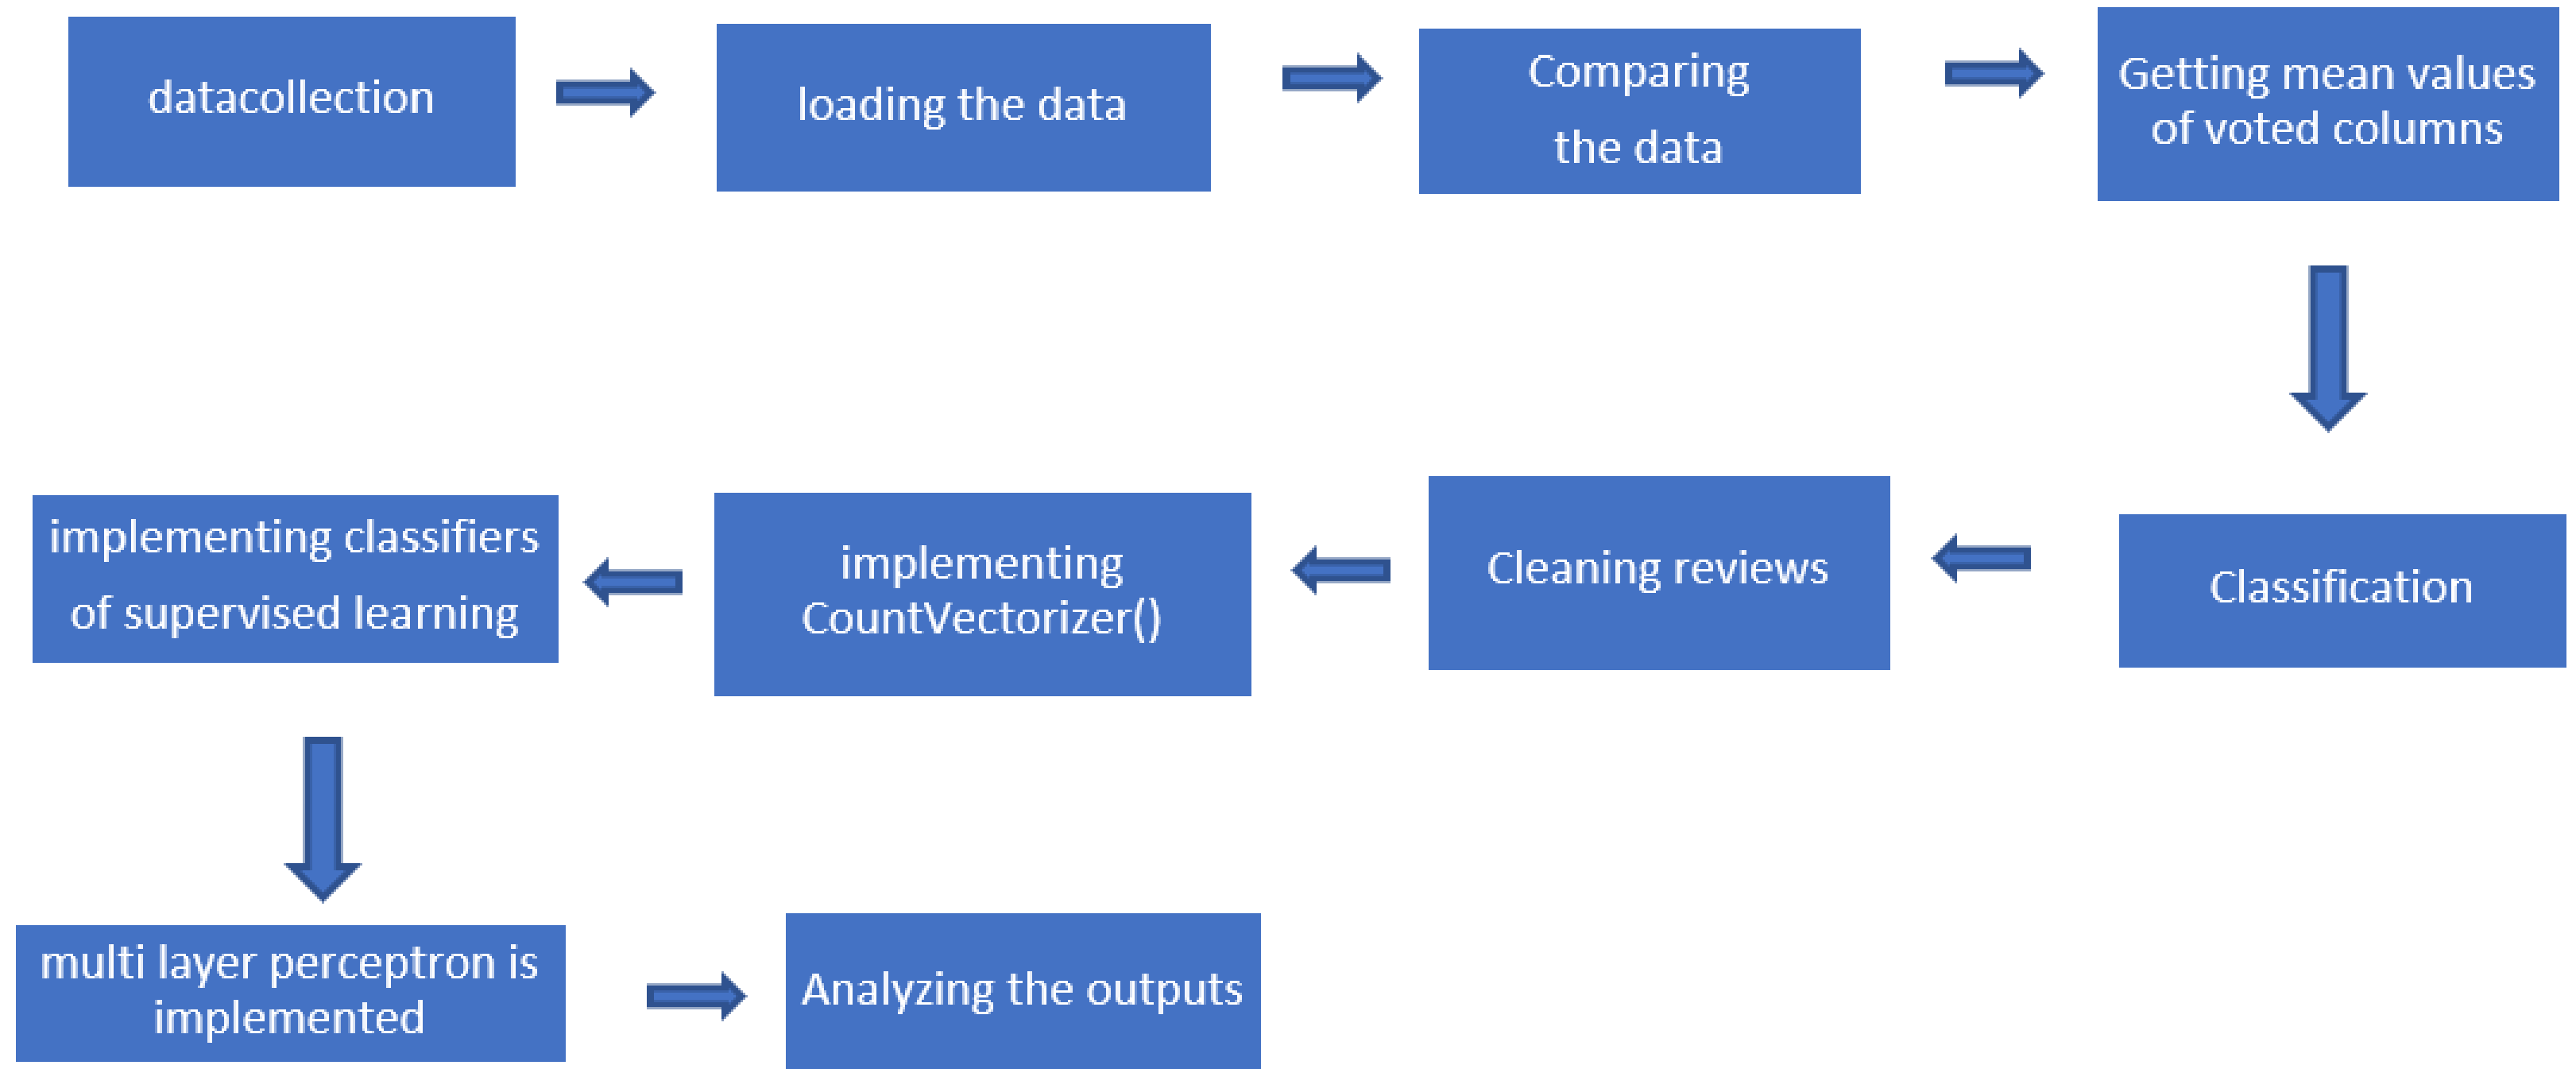 datacollection
loading the data
Comparing
the data
Getting mean values
of voted columns
Classification
Cleaning reviews
implementing
CountVectorizer()
implementing classifiers
of supervised learning
multi layer perceptron is
implemented
Analyzing the outputs